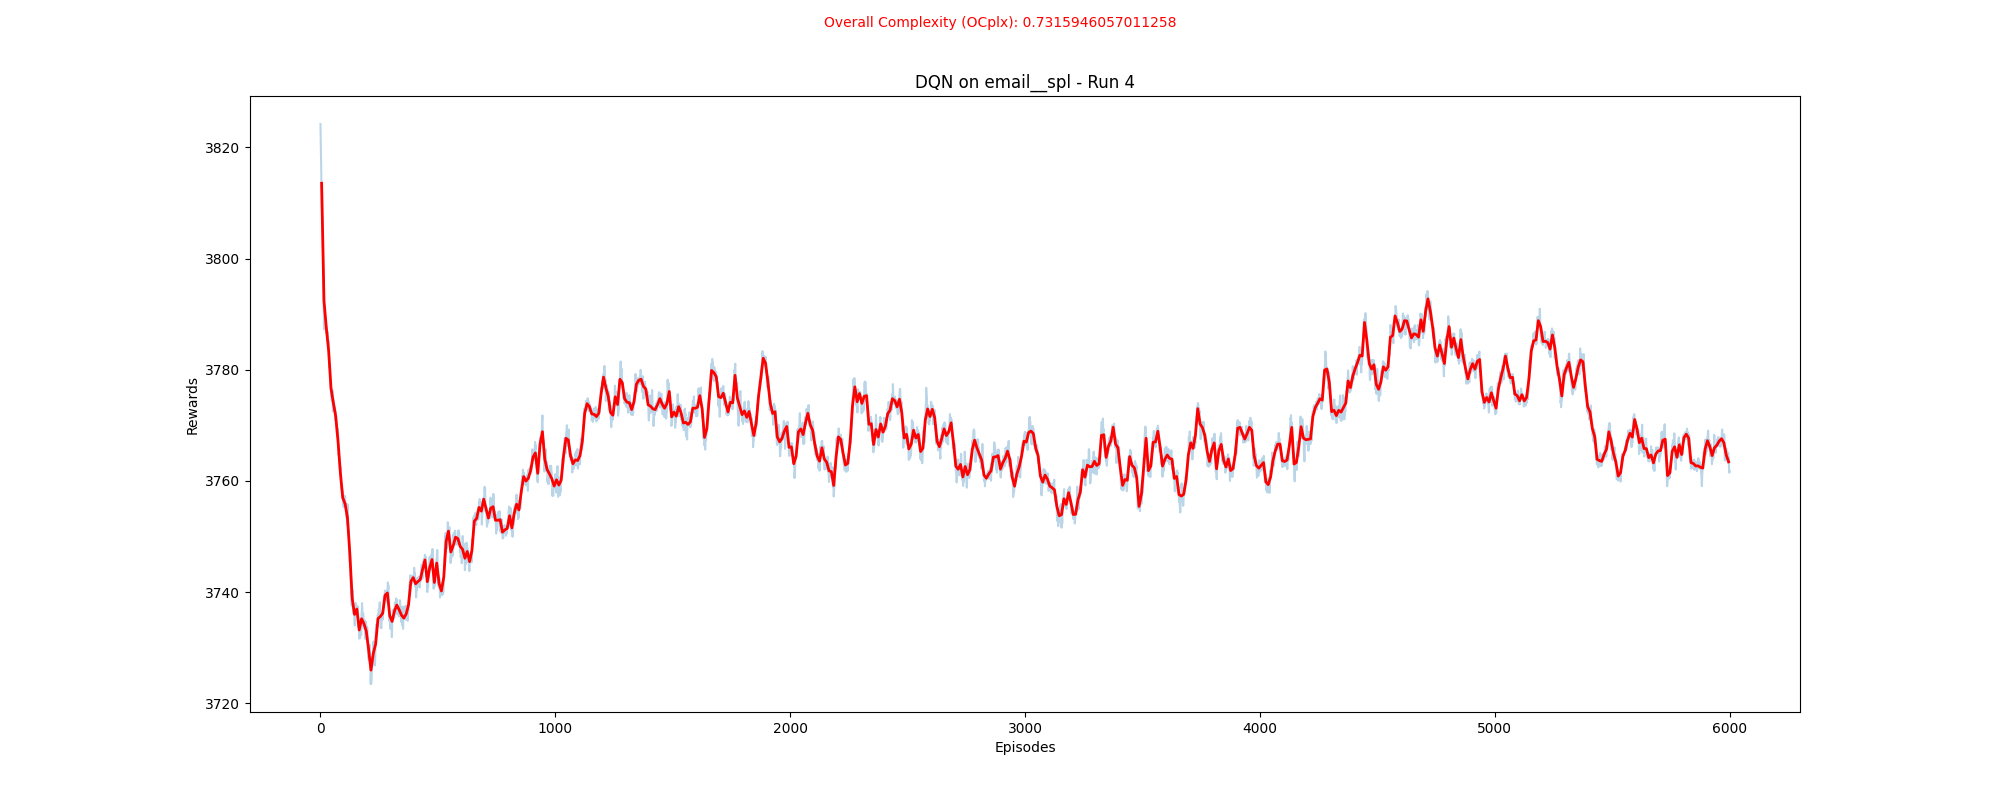 Overall Complexity (OCplx): 0.7315946057011258
DQN on email__spl - Run 4
Rewards
3820
3800
3780
3760
3740
3720
0 1000 2000 3000 4000 5000 6000
Episodes